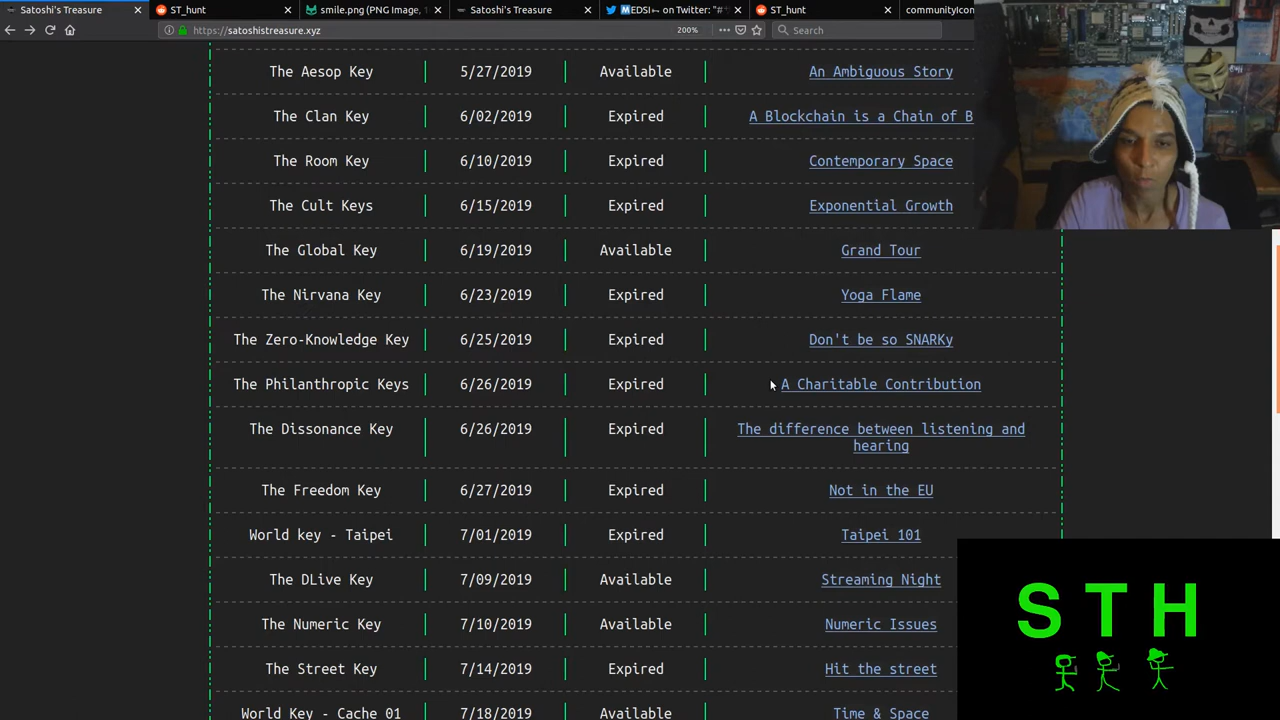 Satoshi's Treasure
ST_hunt
smile.png (PNG Image,
Satoshi's Treasure
MEDSI on Twitter: "#
ST_hunt
communityIcon
https://satoshistreasure.xyz
200%
Search
The Aesop Key 5/27/2019 Available An Ambiguous Story
The Clan Key 6/02/2019 Expired A Blockchain is a Chain of B
The Room Key 6/10/2019 Expired Contemporary Space
The Cult Keys 6/15/2019 Expired Exponential Growth
The Global Key 6/19/2019 Available Grand Tour
The Nirvana Key 6/23/2019 Expired Yoga Flame
The Zero-Knowledge Key 6/25/2019 Expired Don't be so SNARKy
The Philanthropic Keys 6/26/2019 Expired A Charitable Contribution
The Dissonance Key 6/26/2019 Expired The difference between listening and
hearing
The Freedom Key 6/27/2019 Expired Not in the EU
World key - Taipei 7/01/2019 Expired Taipei 101
The DLive Key 7/09/2019 Available Streaming Night
The Numeric Key 7/10/2019 Available Numeric Issues
The Street Key 7/14/2019 Expired Hit the street
World Key - Cache 01 7/18/2019 Available Time & Space
STH